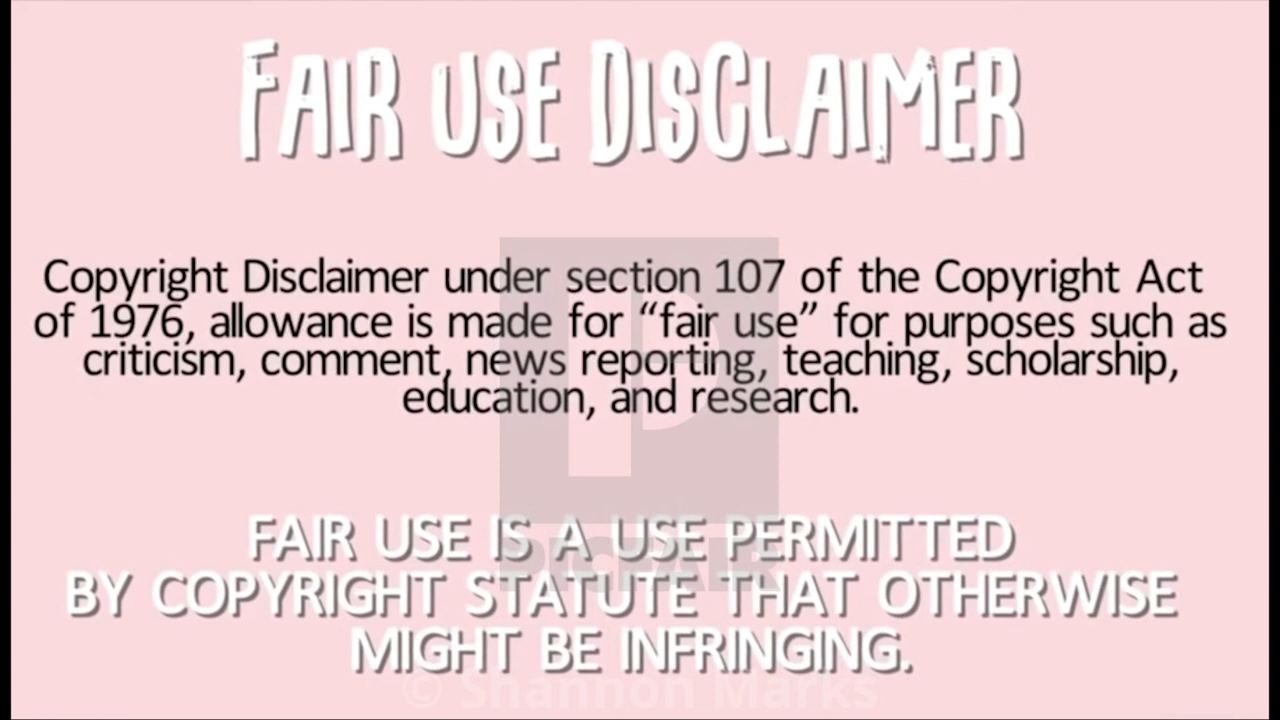 FAIR USE DISCLAIMER
Copyright Disclaimer under section 107 of the Copyright Act
of 1976, allowance is made for “fair use” for purposes such as
criticism, comment, news reporting, teaching, scholarship,
education, and research.
FAIR USE IS A USE PERMITTED
PICFAIR
BY COPYRIGHT STATUTE THAT OTHERWISE
MIGHT BE INFRINGING.
© Shannon Marks